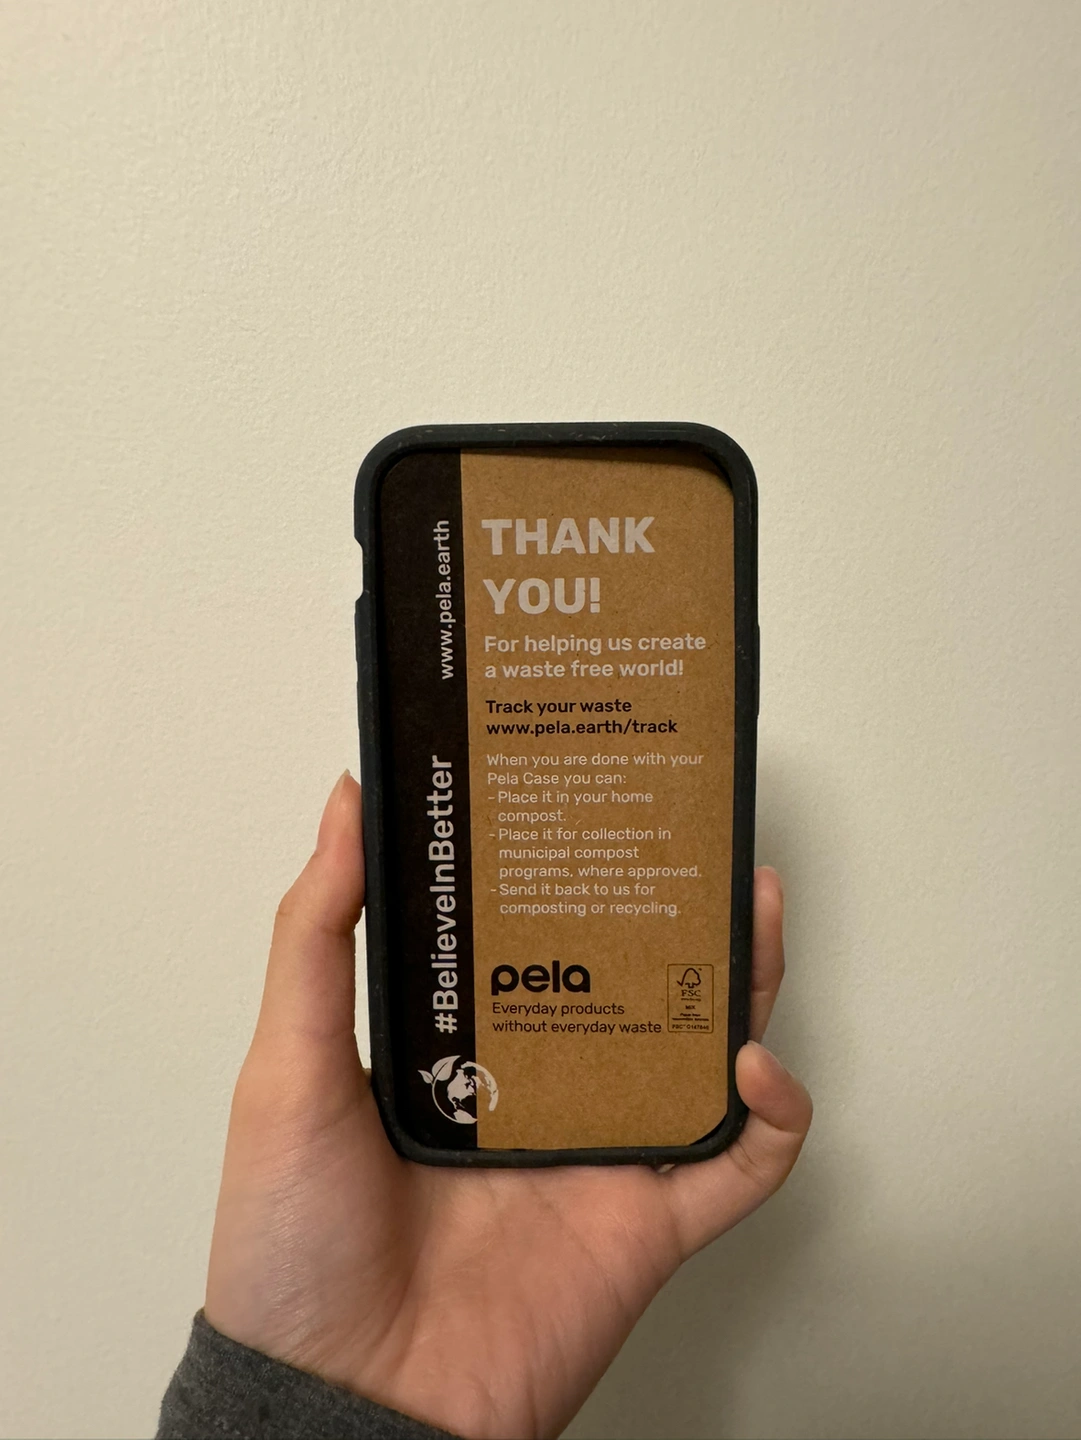 www.pela.earth
#BelieveInBetter
THANK
YOU!
For helping us create
a waste free world!
Track your waste
www.pela.earth/track
When you are done with your
Pela Case you can:
- Place it in your home
compost.
- Place it for collection in
municipal compost
programs, where approved.
- Send it back to us for
composting or recycling.
pela
Everyday products
without everyday waste
FSC
MIX